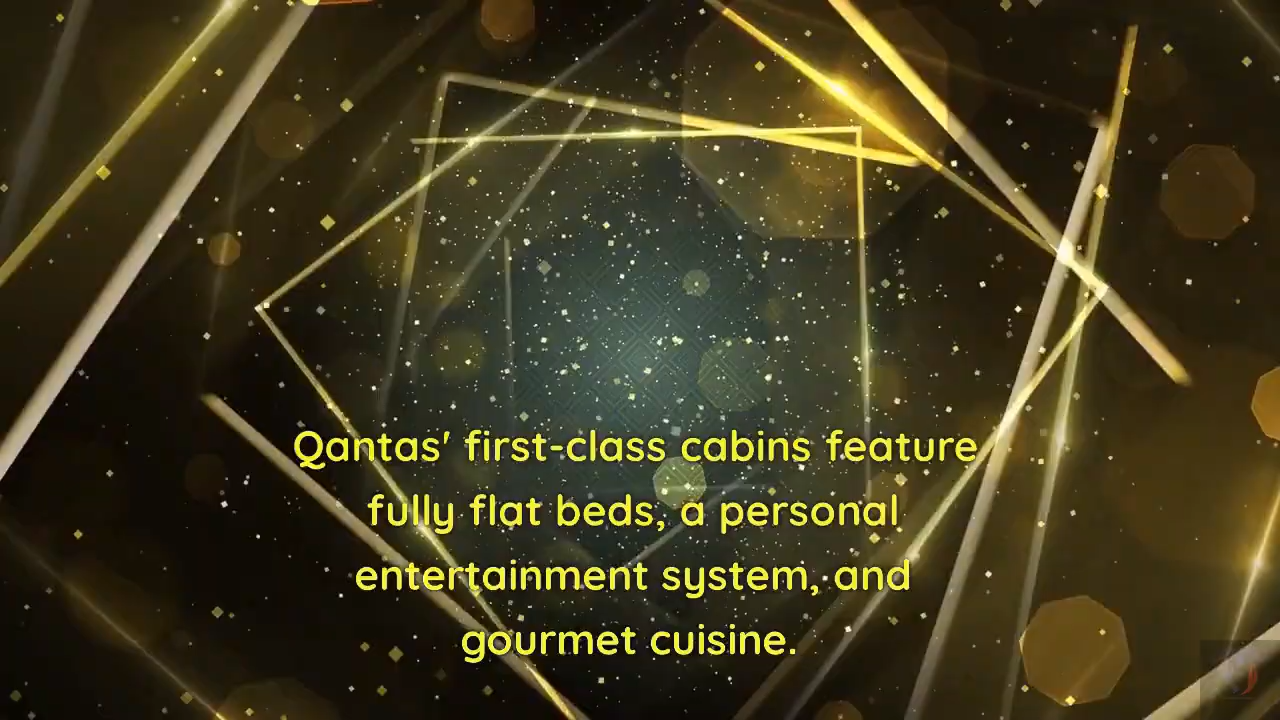 Qantas' first-class cabins feature
fully flat beds, a personal
entertainment system, and
gourmet cuisine.